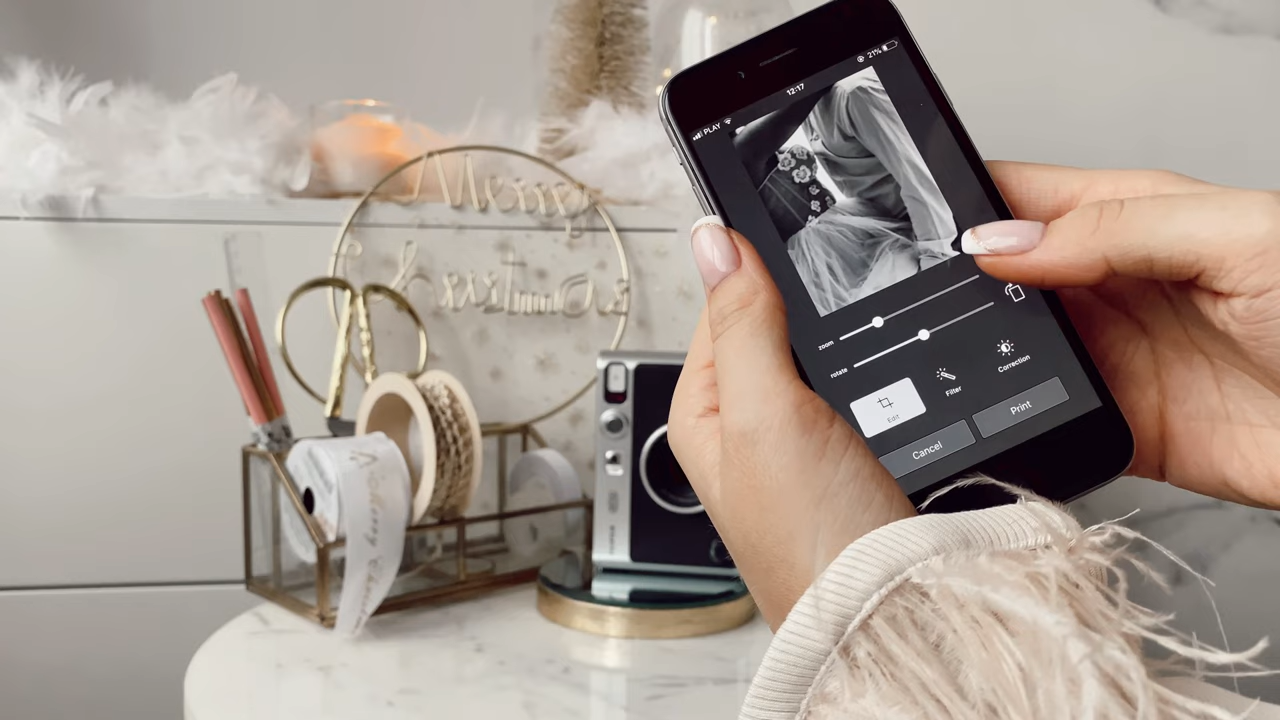 Merry
Christmas
PLAY
12:17
21%
zoom
rotate
Edit
Filter
Correction
Cancel
Print